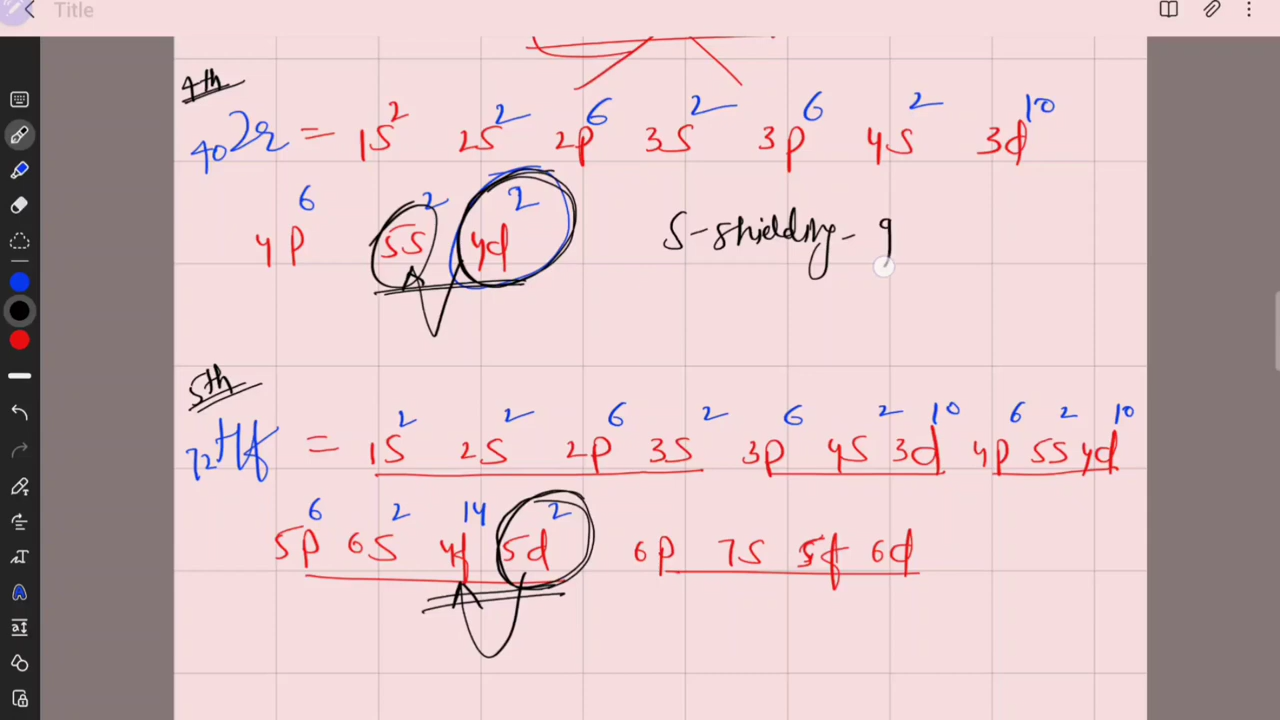 Title
4th
₄₀Zr = 1s² 2s² 2p⁶ 3s² 3p⁶ 4s² 3d¹⁰
4p⁶ 5s² 4d² S-shielding-g
5th
₇₂Hf = 1s² 2s² 2p⁶ 3s² 3p⁶ 4s² 3d¹⁰ 4p⁶ 5s² 4d¹⁰
5p⁶ 6s² 4f¹⁴ 5d² 6p 7s 5f 6d